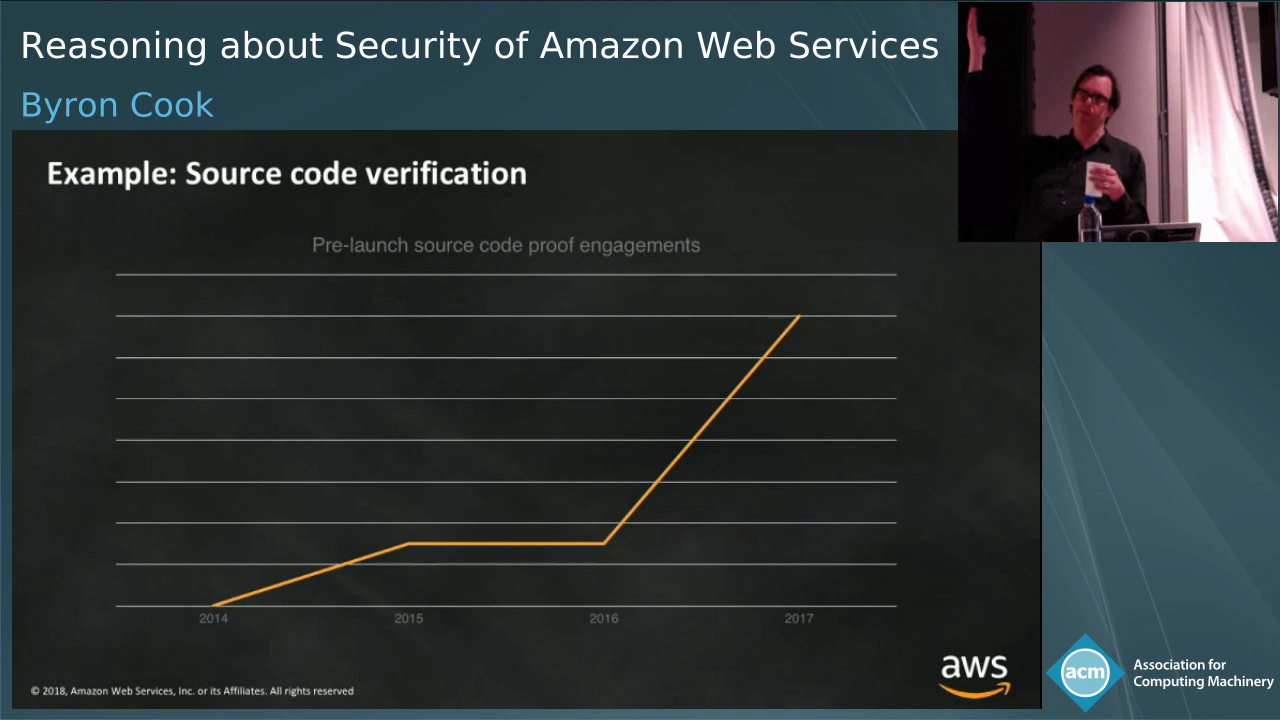 Reasoning about Security of Amazon Web Services
Byron Cook
Example: Source code verification
Pre-launch source code proof engagements
2014 2015 2016 2017
© 2018, Amazon Web Services, Inc. or its Affiliates. All rights reserved
aws
acm
Association for
Computing Machinery